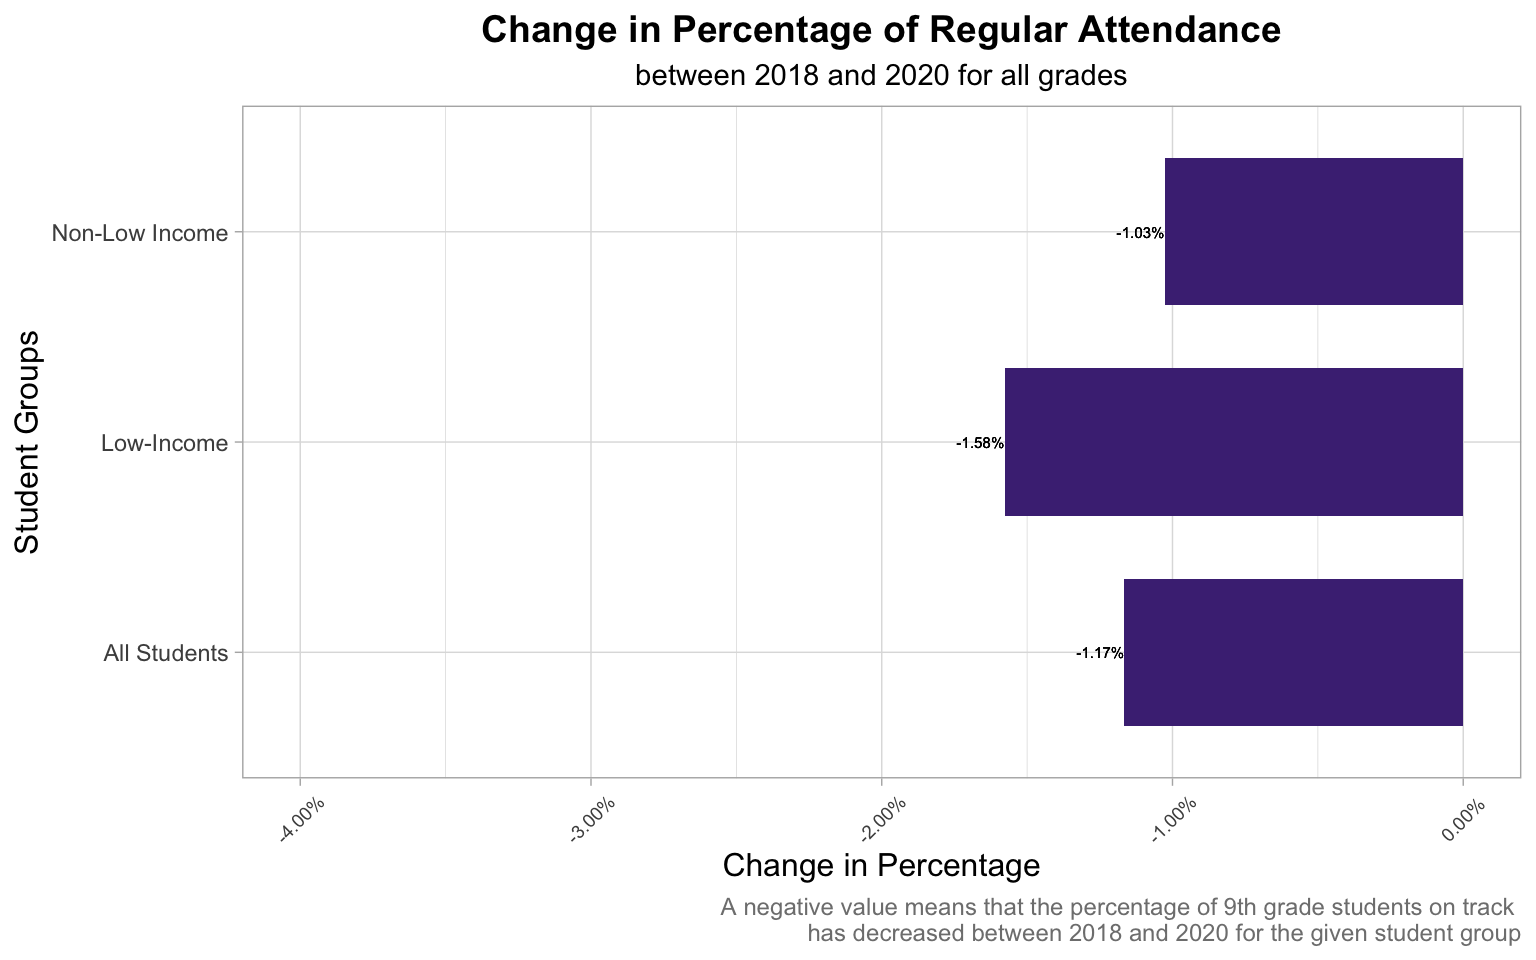 Change in Percentage of Regular Attendance
between 2018 and 2020 for all grades
Student Groups
Non-Low Income
-1.03%
Low-Income
-1.58%
All Students
-1.17%
-4.00%
-3.00%
-2.00%
-1.00%
0.00%
Change in Percentage
A negative value means that the percentage of 9th grade students on track
has decreased between 2018 and 2020 for the given student group